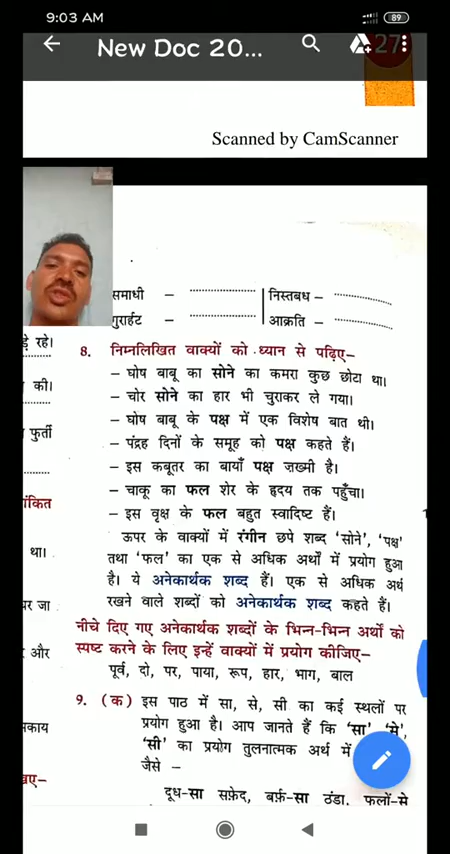 9:03 AM
89
New Doc 20...
27
Scanned by CamScanner
समाधी – ........................ निस्तबध – ........................
गुरार्हट – ........................ आक्रति – ........................
ड़े रहे।
8. निम्नलिखित वाक्यों को ध्यान से पढ़िए–
– घोष बाबू का सोने का कमरा कुछ छोटा था।
की।
– चोर सोने का हार भी चुराकर ले गया।
– घोष बाबू के पक्ष में एक विशेष बात थी।
फुर्ती
– पंद्रह दिनों के समूह को पक्ष कहते हैं।
– इस कबूतर का बायाँ पक्ष ज़ख्मी है।
– चाकू का फल शेर के हृदय तक पहुँचा।
ांकित
– इस वृक्ष के फल बहुत स्वादिष्ट हैं।
ऊपर के वाक्यों में रंगीन छपे शब्द 'सोने', 'पक्ष'
था।
तथा 'फल' का एक से अधिक अर्थों में प्रयोग हुआ
है। ये अनेकार्थक शब्द हैं। एक से अधिक अर्थ
र जा
रखने वाले शब्दों को अनेकार्थक शब्द कहते हैं।
नीचे दिए गए अनेकार्थक शब्दों के भिन्न-भिन्न अर्थों को
और
स्पष्ट करने के लिए इन्हें वाक्यों में प्रयोग कीजिए–
पूर्व, दो, पर, पाया, रूप, हार, भाग, बाल
9. (क) इस पाठ में सा, से, सी का कई स्थलों पर
प्रयोग हुआ है। आप जानते हैं कि 'सा' 'से',
'सी' का प्रयोग तुलनात्मक अर्थ में
जैसे –
दूध-सा सफ़ेद, बर्फ़-सा ठंडा, फलों-से